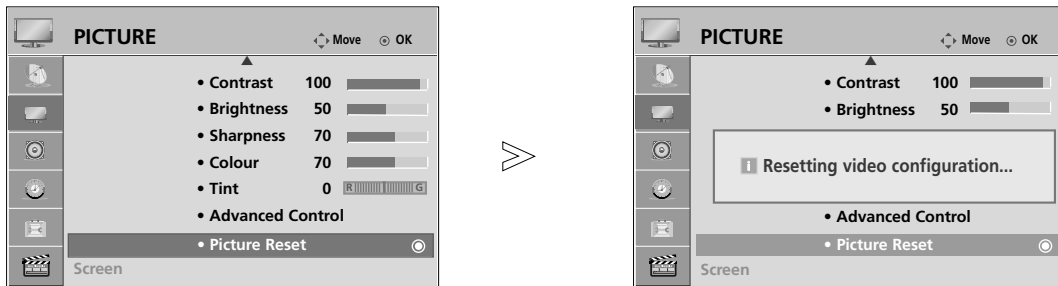 PICTURE
Move OK
• Contrast 100
• Brightness 50
• Sharpness 70
• Colour 70
• Tint 0 R G
• Advanced Control
• Picture Reset
Screen
PICTURE
Move OK
• Contrast 100
• Brightness 50
i Resetting video configuration...
• Advanced Control
• Picture Reset
Screen